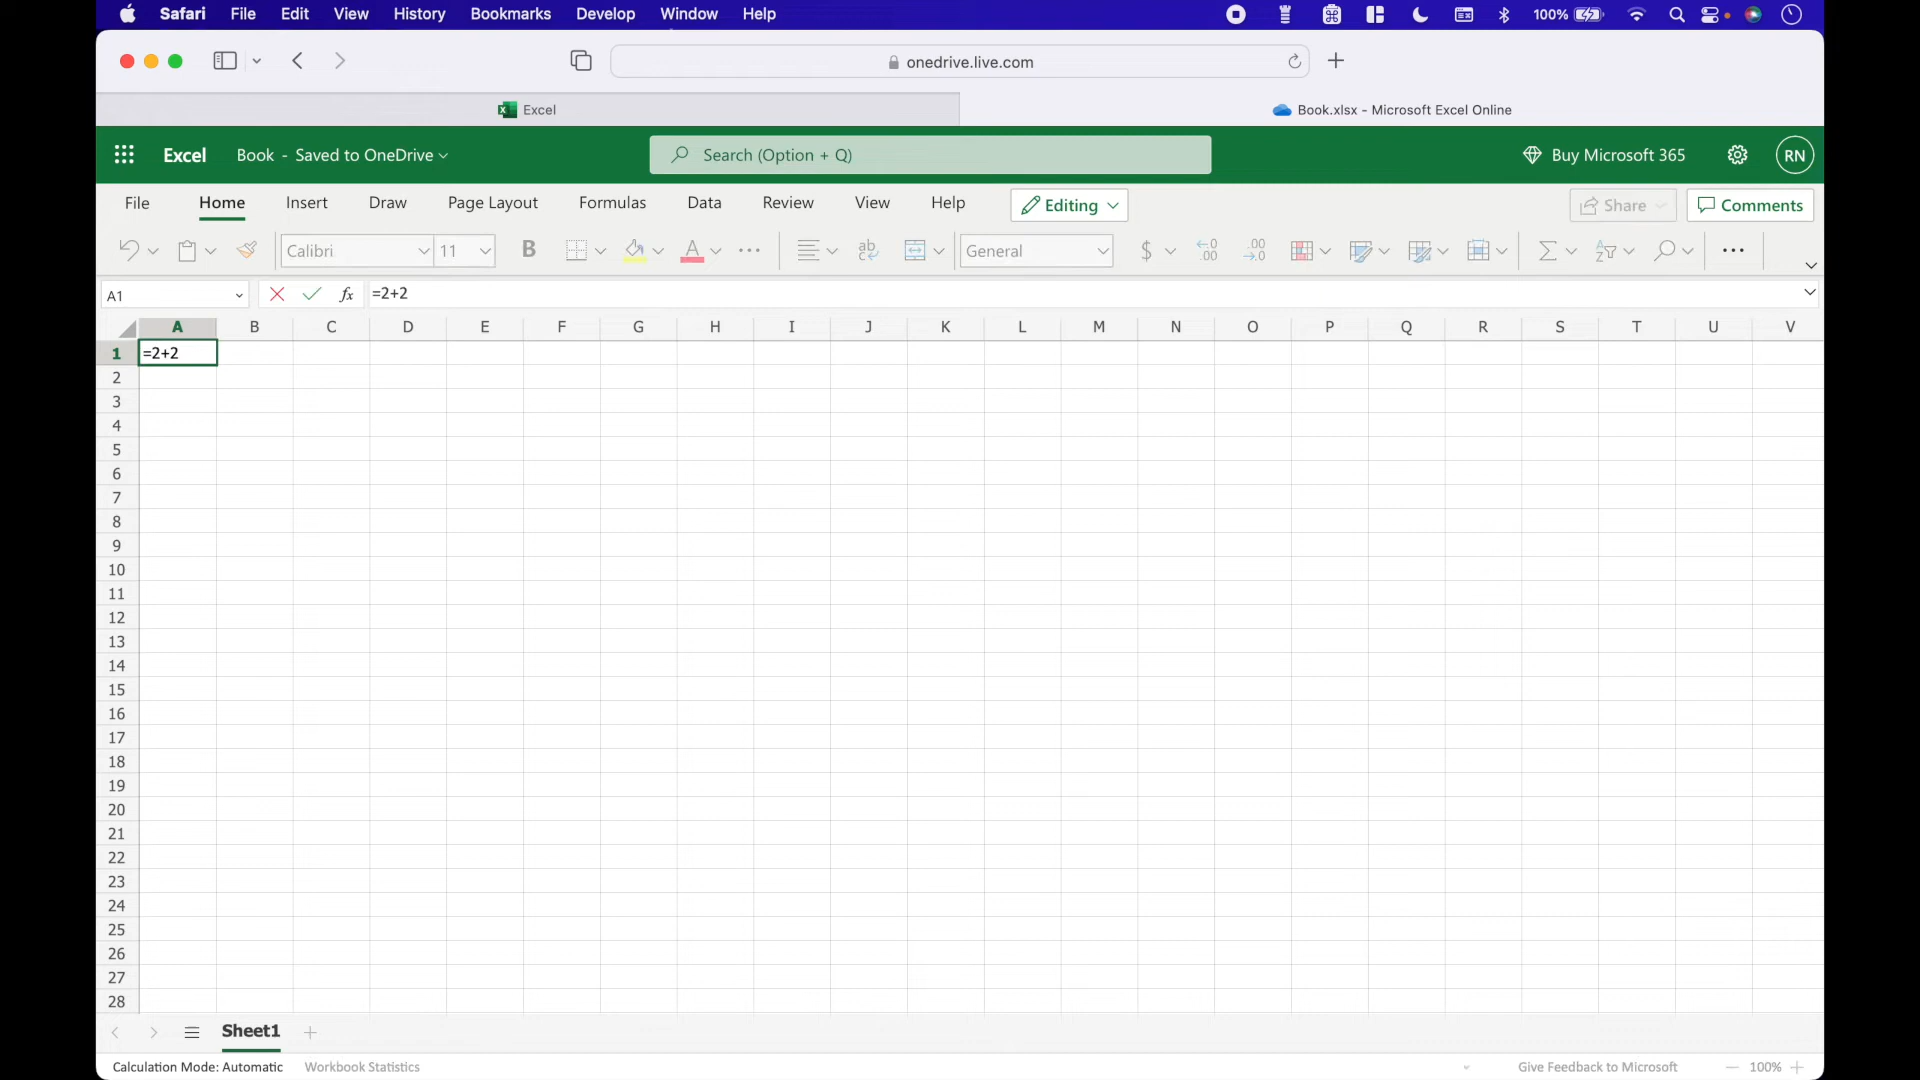 Safari File Edit View History Bookmarks Develop Window Help 100%
onedrive.live.com
Excel Book.xlsx - Microsoft Excel Online
Excel Book - Saved to OneDrive Search (Option + Q) Buy Microsoft 365 RN
File Home Insert Draw Page Layout Formulas Data Review View Help Editing Share Comments
Calibri 11 B A ab General $
A1 fx =2+2
A B C D E F G H I J K L M N O P Q R S T U V
1 =2+2
2
3
4
5
6
7
8
9
10
11
12
13
14
15
16
17
18
19
20
21
22
23
24
25
26
27
28
Sheet1
Calculation Mode: Automatic Workbook Statistics Give Feedback to Microsoft 100%